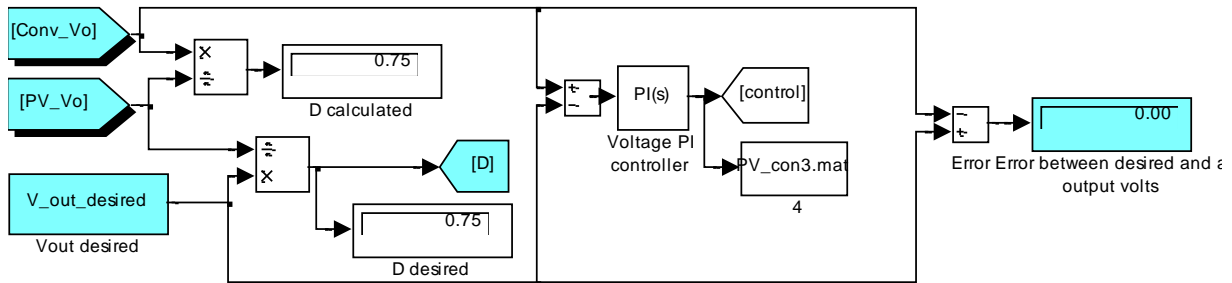 [Conv_Vo]
0.75
D calculated
[PV_Vo]
[D]
V_out_desired
Vout desired
0.75
D desired
PI(s)
Voltage PI
controller
[control]
PV_con3.mat
4
0.00
Error Error between desired and a
output volts